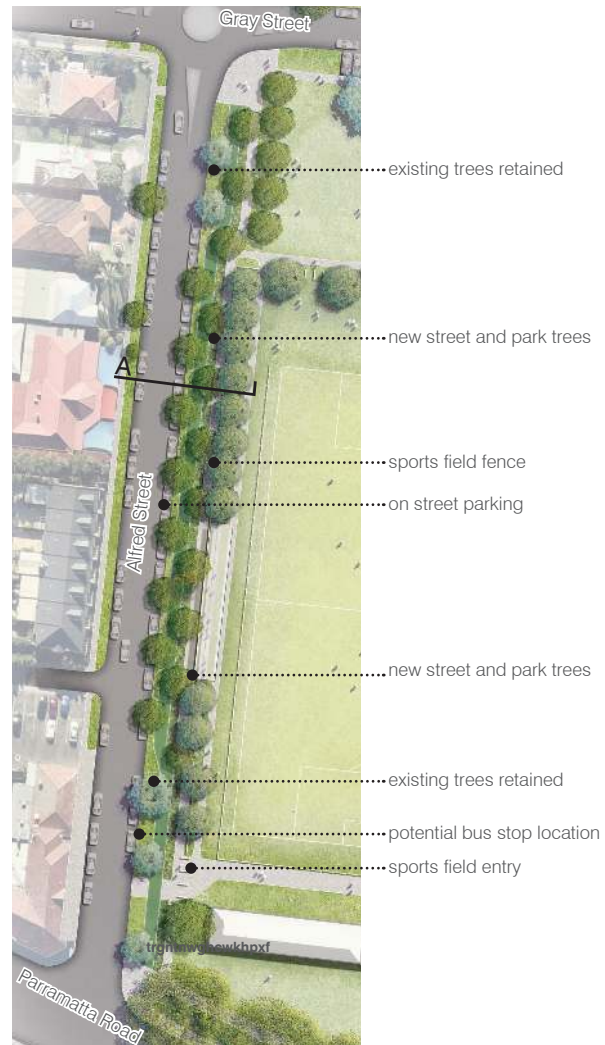 Gray Street
existing trees retained
new street and park trees
A
sports field fence
on street parking
Alfred Street
new street and park trees
existing trees retained
potential bus stop location
sports field entry
Parramatta Road